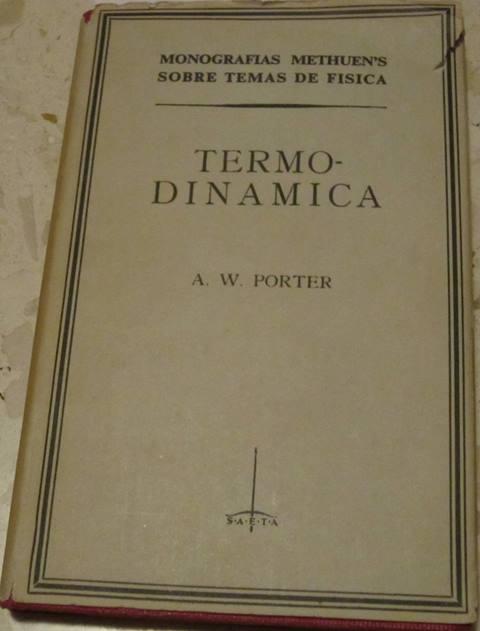 MONOGRAFIAS METHUEN'S
SOBRE TEMAS DE FISICA
TERMO-
DINAMICA
A. W. PORTER
S·A·E·T·A